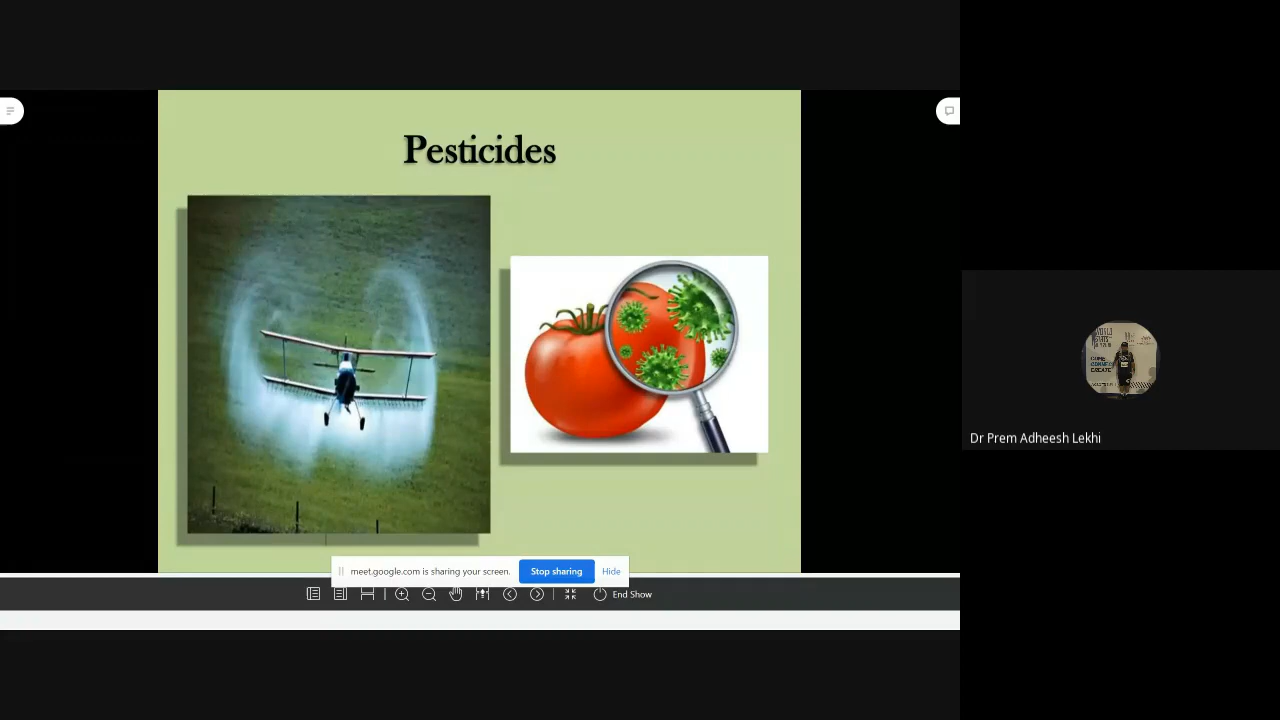 Pesticides
meet.google.com is sharing your screen.
Stop sharing
Hide
End Show
Dr Prem Adheesh Lekhi